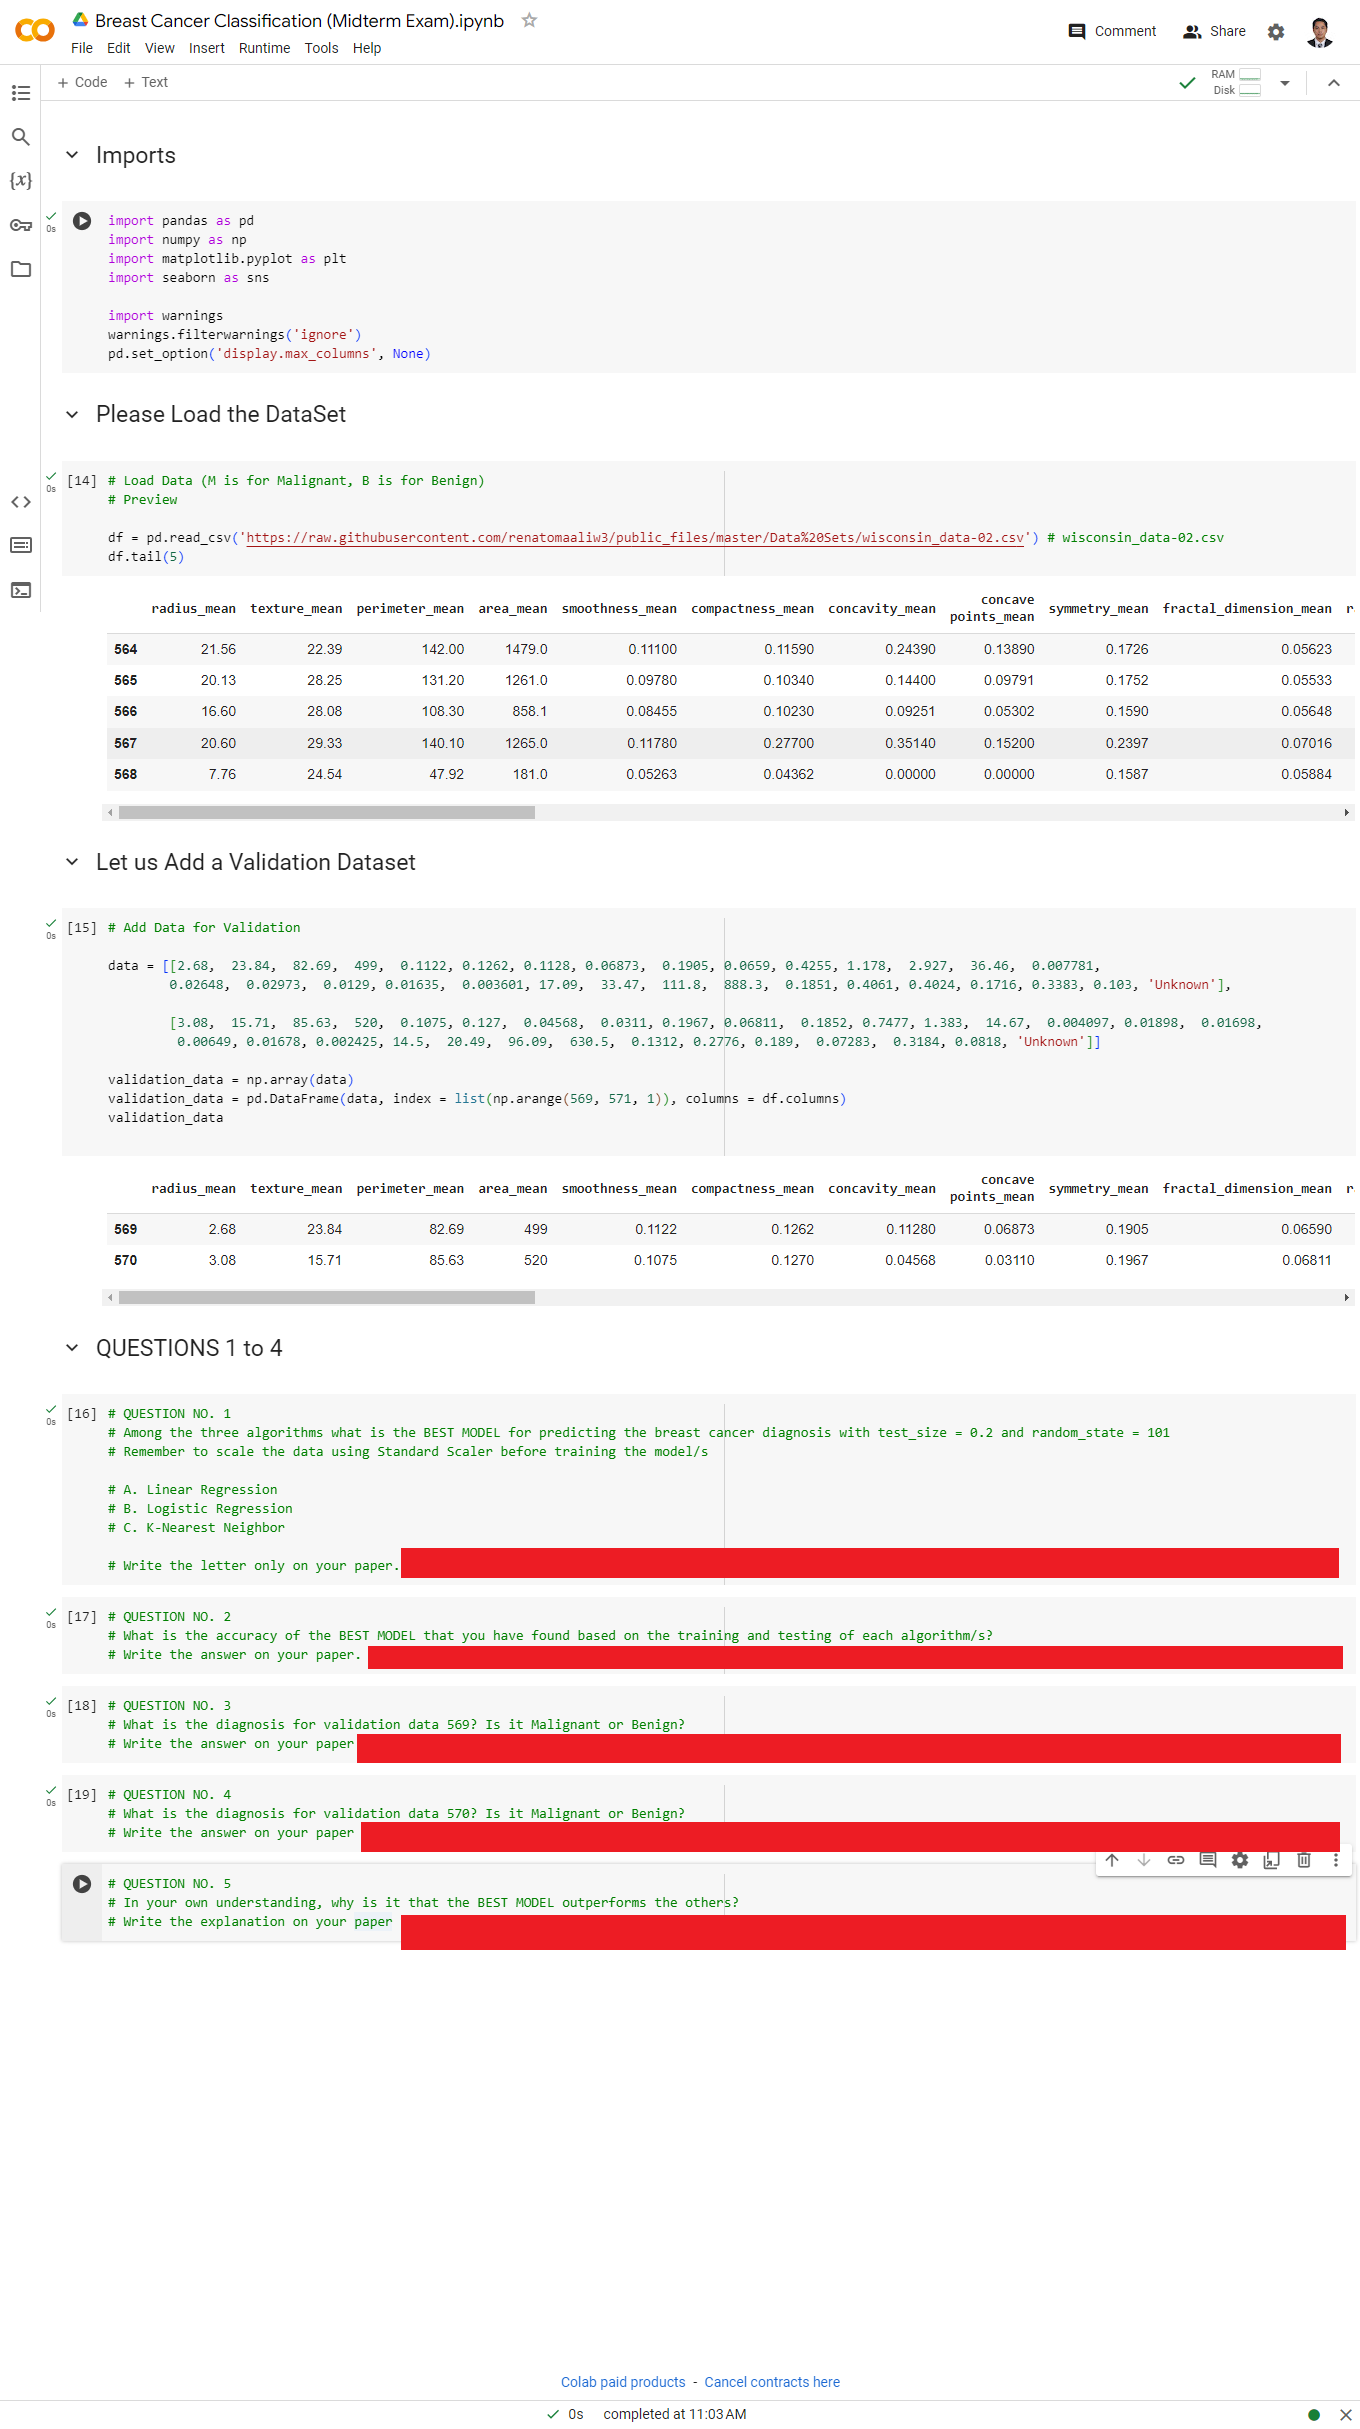 Breast Cancer Classification (Midterm Exam).ipynb
File Edit View Insert Runtime Tools Help
Comment Share
+ Code + Text
RAM
Disk
Imports
0s
import pandas as pd
import numpy as np
import matplotlib.pyplot as plt
import seaborn as sns
import warnings
warnings.filterwarnings('ignore')
pd.set_option('display.max_columns', None)
Please Load the DataSet
0s
[14] # Load Data (M is for Malignant, B is for Benign)
# Preview
df = pd.read_csv('https://raw.githubusercontent.com/renatomaaliw3/public_files/master/Data%20Sets/wisconsin_data-02.csv') # wisconsin_data-02.csv
df.tail(5)
radius_mean texture_mean perimeter_mean area_mean smoothness_mean compactness_mean concavity_mean concave points_mean symmetry_mean fractal_dimension_mean r
564 21.56 22.39 142.00 1479.0 0.11100 0.11590 0.24390 0.13890 0.1726 0.05623
565 20.13 28.25 131.20 1261.0 0.09780 0.10340 0.14400 0.09791 0.1752 0.05533
566 16.60 28.08 108.30 858.1 0.08455 0.10230 0.09251 0.05302 0.1590 0.05648
567 20.60 29.33 140.10 1265.0 0.11780 0.27700 0.35140 0.15200 0.2397 0.07016
568 7.76 24.54 47.92 181.0 0.05263 0.04362 0.00000 0.00000 0.1587 0.05884
Let us Add a Validation Dataset
0s
[15] # Add Data for Validation
data = [[2.68, 23.84, 82.69, 499, 0.1122, 0.1262, 0.1128, 0.06873, 0.1905, 0.0659, 0.4255, 1.178, 2.927, 36.46, 0.007781,
0.02648, 0.02973, 0.0129, 0.01635, 0.003601, 17.09, 33.47, 111.8, 888.3, 0.1851, 0.4061, 0.4024, 0.1716, 0.3383, 0.103, 'Unknown'],
[3.08, 15.71, 85.63, 520, 0.1075, 0.127, 0.04568, 0.0311, 0.1967, 0.06811, 0.1852, 0.7477, 1.383, 14.67, 0.004097, 0.01898, 0.01698,
0.00649, 0.01678, 0.002425, 14.5, 20.49, 96.09, 630.5, 0.1312, 0.2776, 0.189, 0.07283, 0.3184, 0.0818, 'Unknown']]
validation_data = np.array(data)
validation_data = pd.DataFrame(data, index = list(np.arange(569, 571, 1)), columns = df.columns)
validation_data
radius_mean texture_mean perimeter_mean area_mean smoothness_mean compactness_mean concavity_mean concave points_mean symmetry_mean fractal_dimension_mean r
569 2.68 23.84 82.69 499 0.1122 0.1262 0.11280 0.06873 0.1905 0.06590
570 3.08 15.71 85.63 520 0.1075 0.1270 0.04568 0.03110 0.1967 0.06811
QUESTIONS 1 to 4
0s
[16] # QUESTION NO. 1
# Among the three algorithms what is the BEST MODEL for predicting the breast cancer diagnosis with test_size = 0.2 and random_state = 101
# Remember to scale the data using Standard Scaler before training the model/s
# A. Linear Regression
# B. Logistic Regression
# C. K-Nearest Neighbor
# Write the letter only on your paper.
0s
[17] # QUESTION NO. 2
# What is the accuracy of the BEST MODEL that you have found based on the training and testing of each algorithm/s?
# Write the answer on your paper.
0s
[18] # QUESTION NO. 3
# What is the diagnosis for validation data 569? Is it Malignant or Benign?
# Write the answer on your paper
0s
[19] # QUESTION NO. 4
# What is the diagnosis for validation data 570? Is it Malignant or Benign?
# Write the answer on your paper
# QUESTION NO. 5
# In your own understanding, why is it that the BEST MODEL outperforms the others?
# Write the explanation on your paper
Colab paid products - Cancel contracts here
0s completed at 11:03 AM